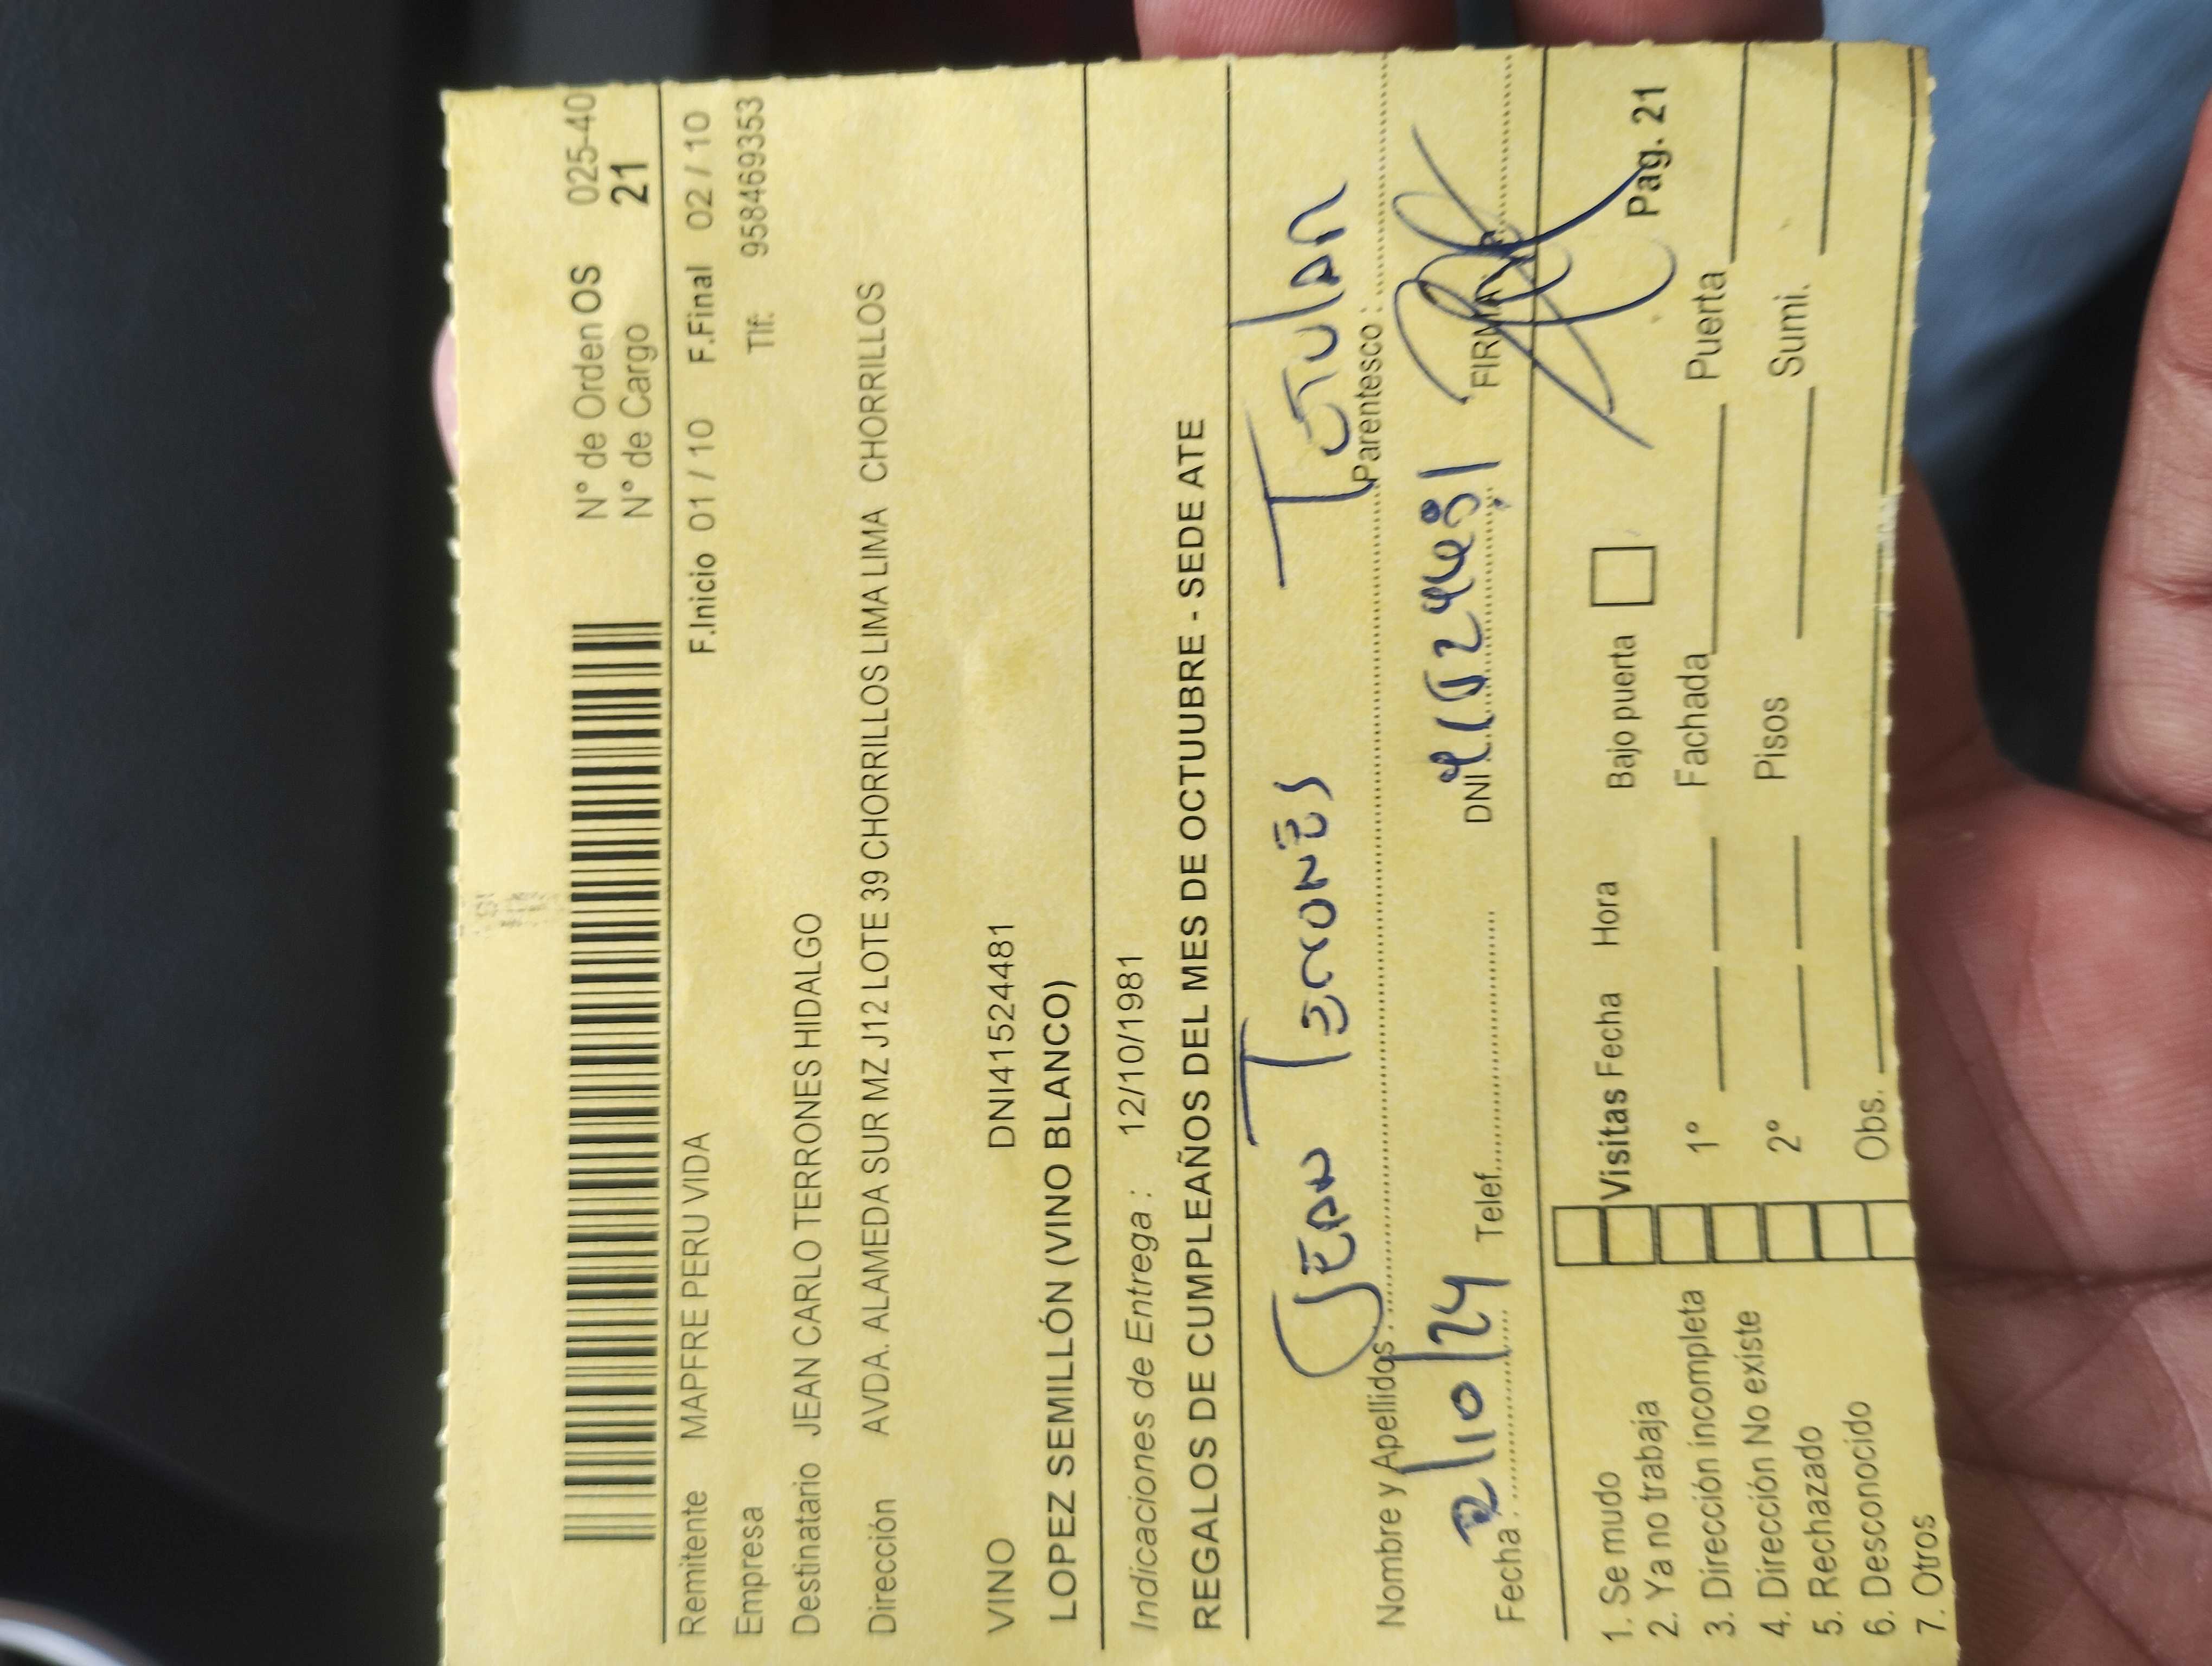 N° de Orden OS 025-40
N° de Cargo 21
F.Inicio 01 / 10 F.Final 02 / 10
Remitente MAPFRE PERU VIDA
Empresa Tlf: 958469353
Destinatario JEAN CARLO TERRONES HIDALGO
Dirección AVDA. ALAMEDA SUR MZ J12 LOTE 39 CHORRILLOS LIMA LIMA CHORRILLOS
VINO DNI41524481
LOPEZ SEMILLÓN (VINO BLANCO)
Indicaciones de Entrega : 12/10/1981
REGALOS DE CUMPLEAÑOS DEL MES DE OCTUUBRE - SEDE ATE
JEAN TERRONES
Nombre y Apellidos : Parentesco :
2/10/24 41524481
Fecha : Telef. DNI FIRMA
Pag. 21
1. Se mudo Visitas Fecha Hora Bajo puerta
2. Ya no trabaja
3. Dirección incompleta 1° Fachada Puerta
4. Dirección No existe 2° Pisos Sumi.
5. Rechazado
6. Desconocido Obs.
7. Otros